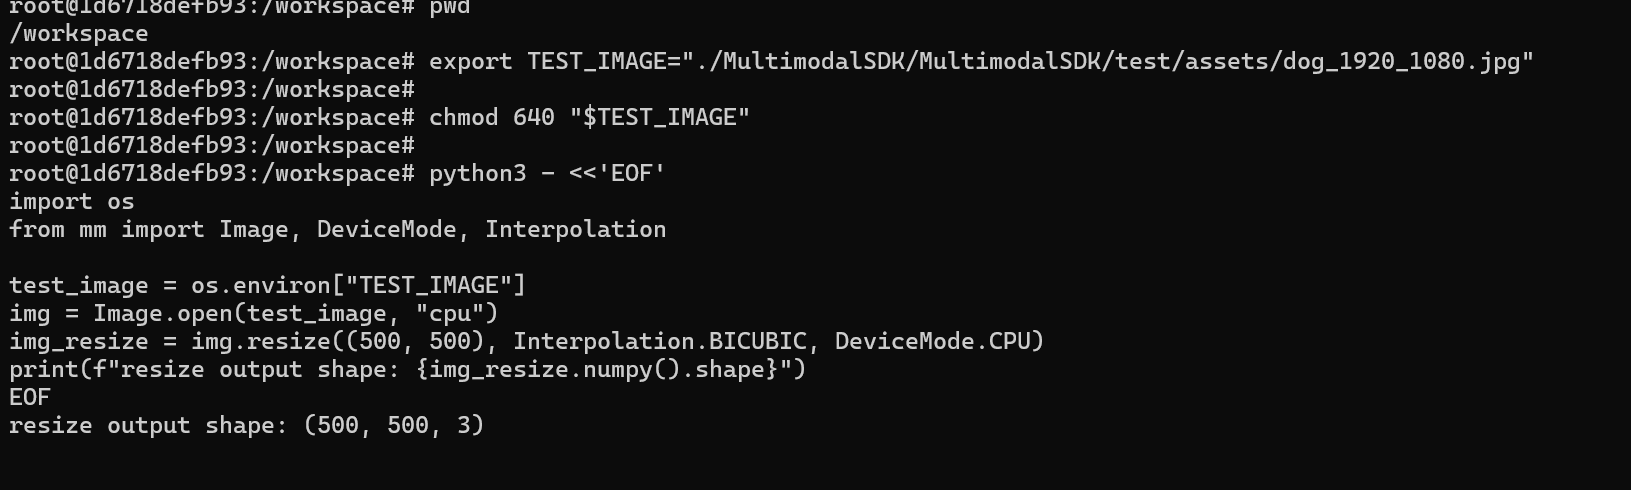 root@1d6718defb93:/workspace# pwd
/workspace
root@1d6718defb93:/workspace# export TEST_IMAGE="./MultimodalSDK/MultimodalSDK/test/assets/dog_1920_1080.jpg"
root@1d6718defb93:/workspace#
root@1d6718defb93:/workspace# chmod 640 "$TEST_IMAGE"
root@1d6718defb93:/workspace#
root@1d6718defb93:/workspace# python3 - <<'EOF'
import os
from mm import Image, DeviceMode, Interpolation

test_image = os.environ["TEST_IMAGE"]
img = Image.open(test_image, "cpu")
img_resize = img.resize((500, 500), Interpolation.BICUBIC, DeviceMode.CPU)
print(f"resize output shape: {img_resize.numpy().shape}")
EOF
resize output shape: (500, 500, 3)